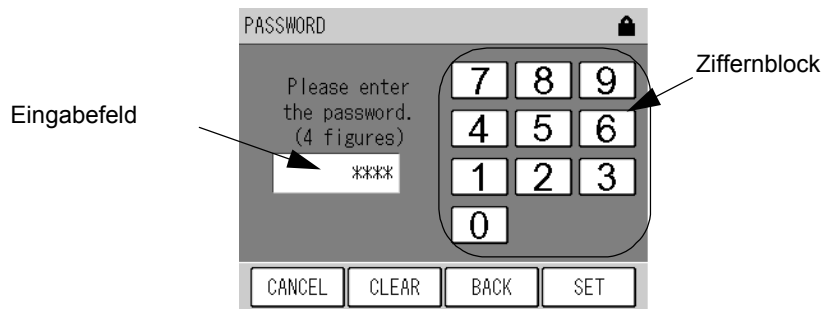 PASSWORD
Ziffernblock
Eingabefeld
Please enter
the password.
(4 figures)
****
7 8 9
4 5 6
1 2 3
0
CANCEL CLEAR BACK SET